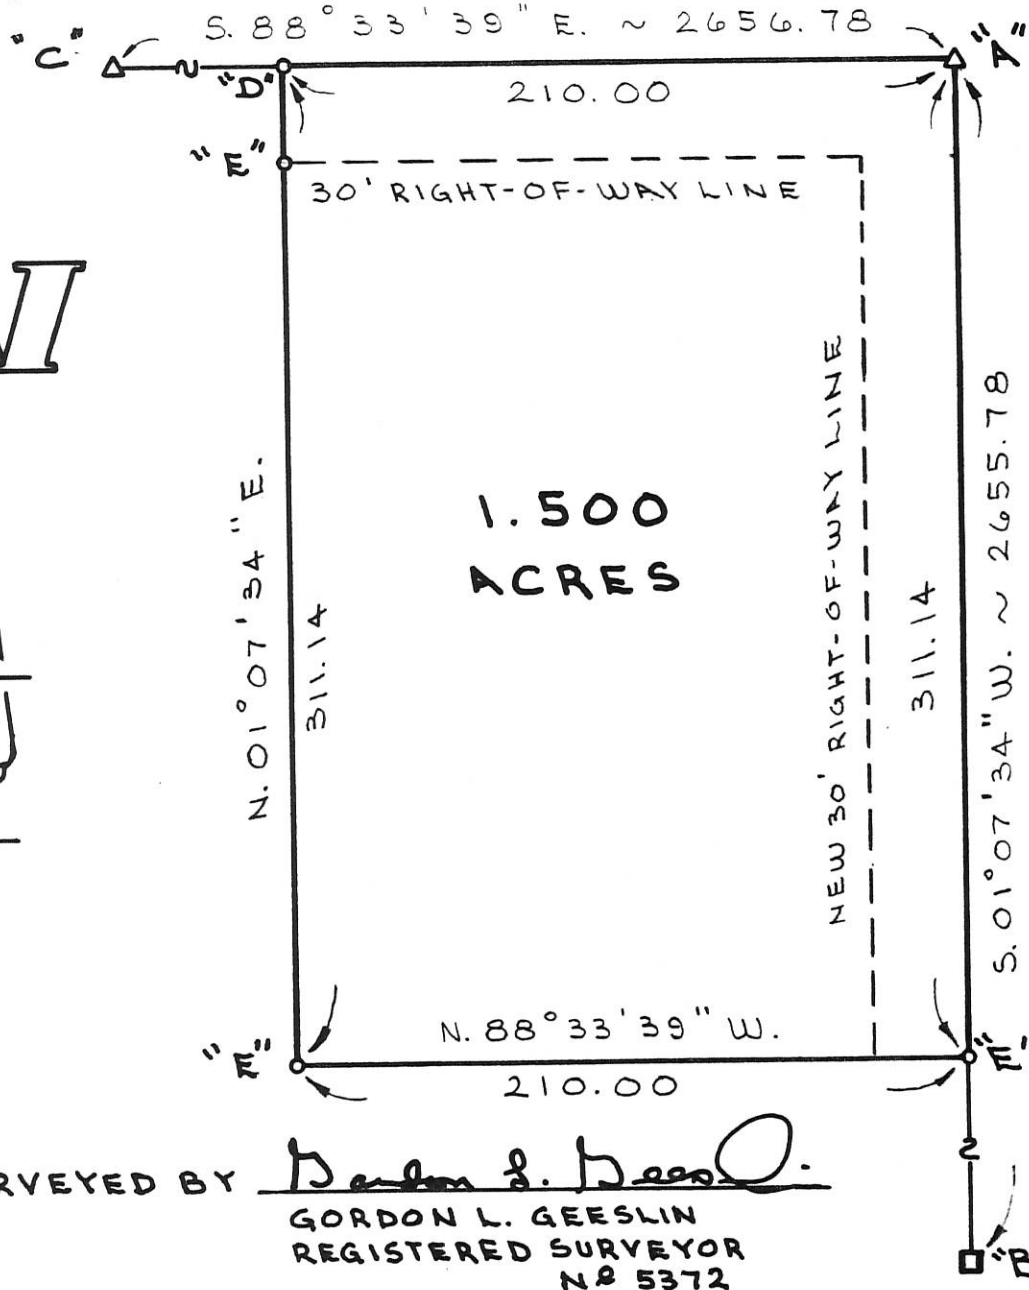 S. 88° 33' 39" E. ~ 2656.78
"C"
"A"
"D"
210.00
"E"
30' RIGHT-OF-WAY LINE
N. 01° 07' 34" E.
311.14
1.500
ACRES
NEW 30' RIGHT-OF-WAY LINE
311.14
S. 01° 07' 34" W. ~ 2655.78
N. 88° 33' 39" W.
"E"
"E"
210.00
RVEYED BY Gordon L. Geeslin
GORDON L. GEESLIN
REGISTERED SURVEYOR
No 5372
"B